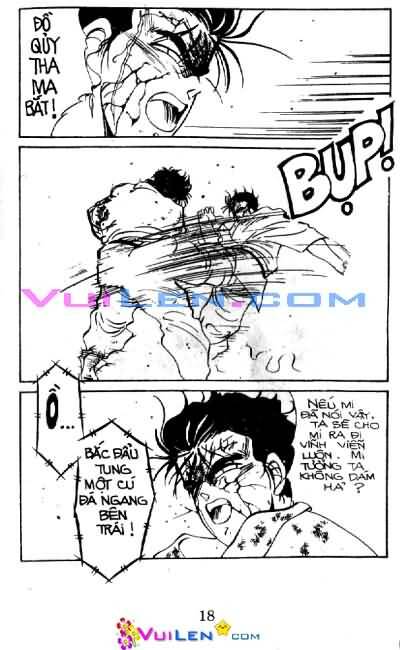 ĐỒ
QỦY
THA
MA
BẮT!
BỤP!
VUILEN.COM
Ồ...
BẮC ĐẨU
TUNG
MỘT CÚ
ĐÁ NGANG
BÊN
TRÁI!
NẾU MI
ĐÃ NÓI VẬY.
TA SẼ CHO
MI RA ĐI
VĨNH VIỄN
LUÔN. MI
TƯỞNG TA
KHÔNG DÁM
HẢ?
18
VUILEN.COM